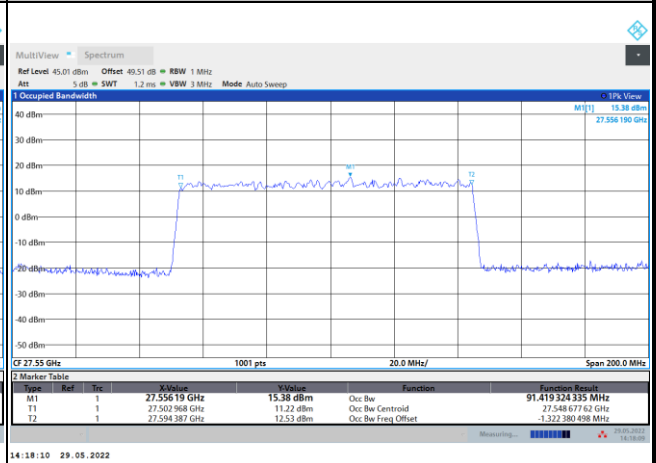 MultiView Spectrum
Ref Level 45.01 dBm Offset 49.51 dB RBW 1 MHz
Att 5 dB SWT 1.2 ms VBW 3 MHz Mode Auto Sweep
1 Occupied Bandwidth 1Pk View
M1[1] 15.38 dBm
27.556 190 GHz
40 dBm
30 dBm
20 dBm
10 dBm
0 dBm
-10 dBm
-20 dBm
-30 dBm
-40 dBm
-50 dBm
T1
M1
T2
CF 27.55 GHz 1001 pts 20.0 MHz/ Span 200.0 MHz
2 Marker Table
Type Ref Trc X-Value Y-Value Function Function Result
M1 1 27.556 19 GHz 15.38 dBm Occ Bw 91.419 324 335 MHz
T1 1 27.502 968 GHz 11.22 dBm Occ Bw Centroid 27.548 677 62 GHz
T2 1 27.594 387 GHz 12.53 dBm Occ Bw Freq Offset -1.322 380 498 MHz
Measuring... 29.05.2022
14:18:09
14:18:10 29.05.2022